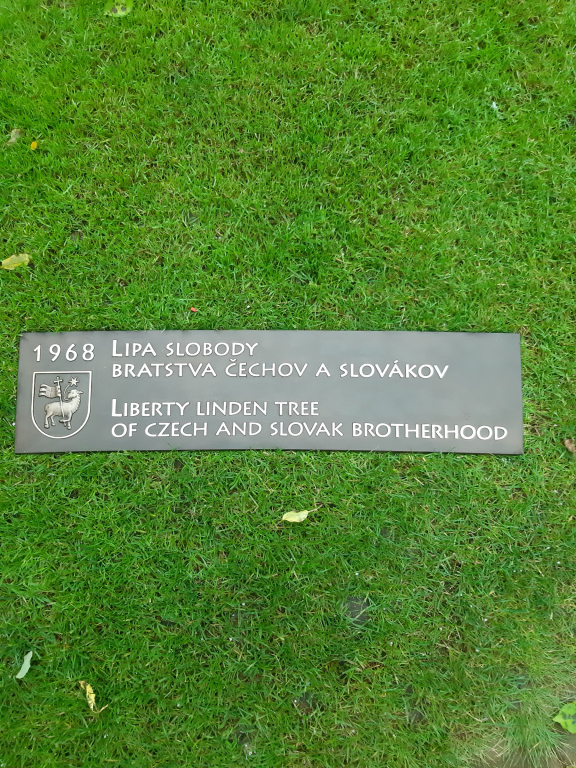 1968
LIPA SLOBODY
BRATSTVA ČECHOV A SLOVÁKOV
LIBERTY LINDEN TREE
OF CZECH AND SLOVAK BROTHERHOOD